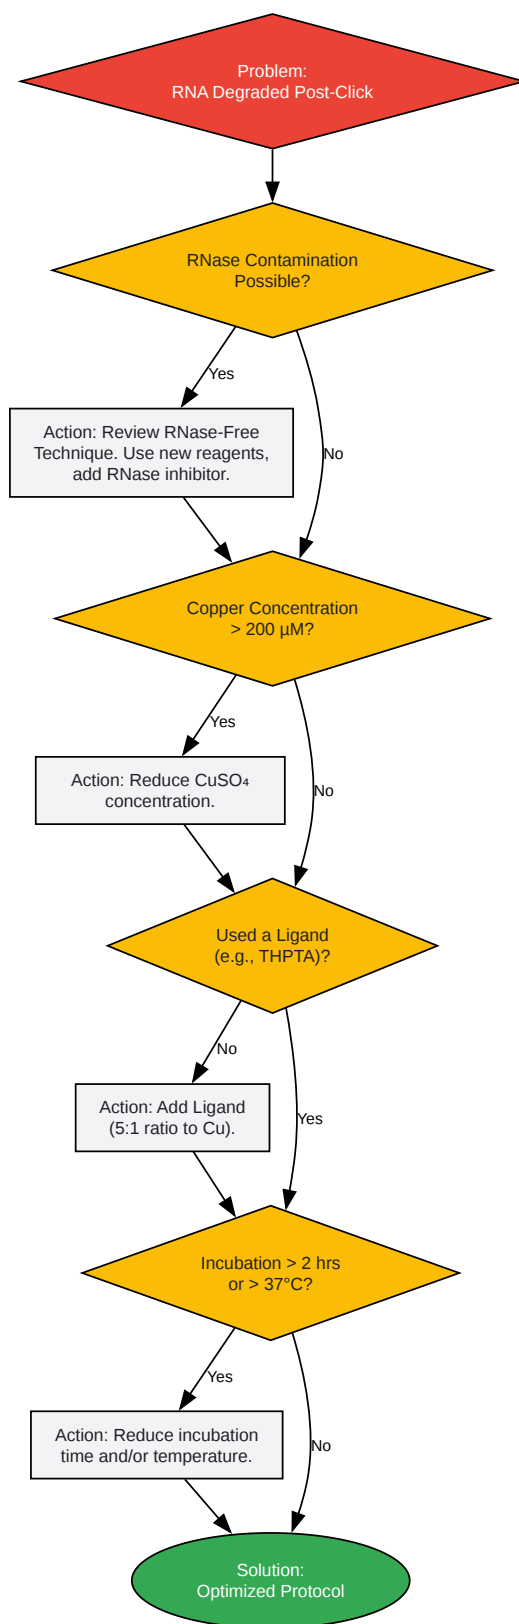 Problem:
RNA Degraded Post-Click
RNase Contamination
Possible?
Yes
Action: Review RNase-Free
Technique. Use new reagents,
add RNase inhibitor.
No
Copper Concentration
> 200 µM?
Yes
Action: Reduce CuSO₄
concentration.
No
Used a Ligand
(e.g., THPTA)?
No
Action: Add Ligand
(5:1 ratio to Cu).
Yes
Incubation > 2 hrs
or > 37°C?
Yes
Action: Reduce incubation
time and/or temperature.
No
Solution:
Optimized Protocol